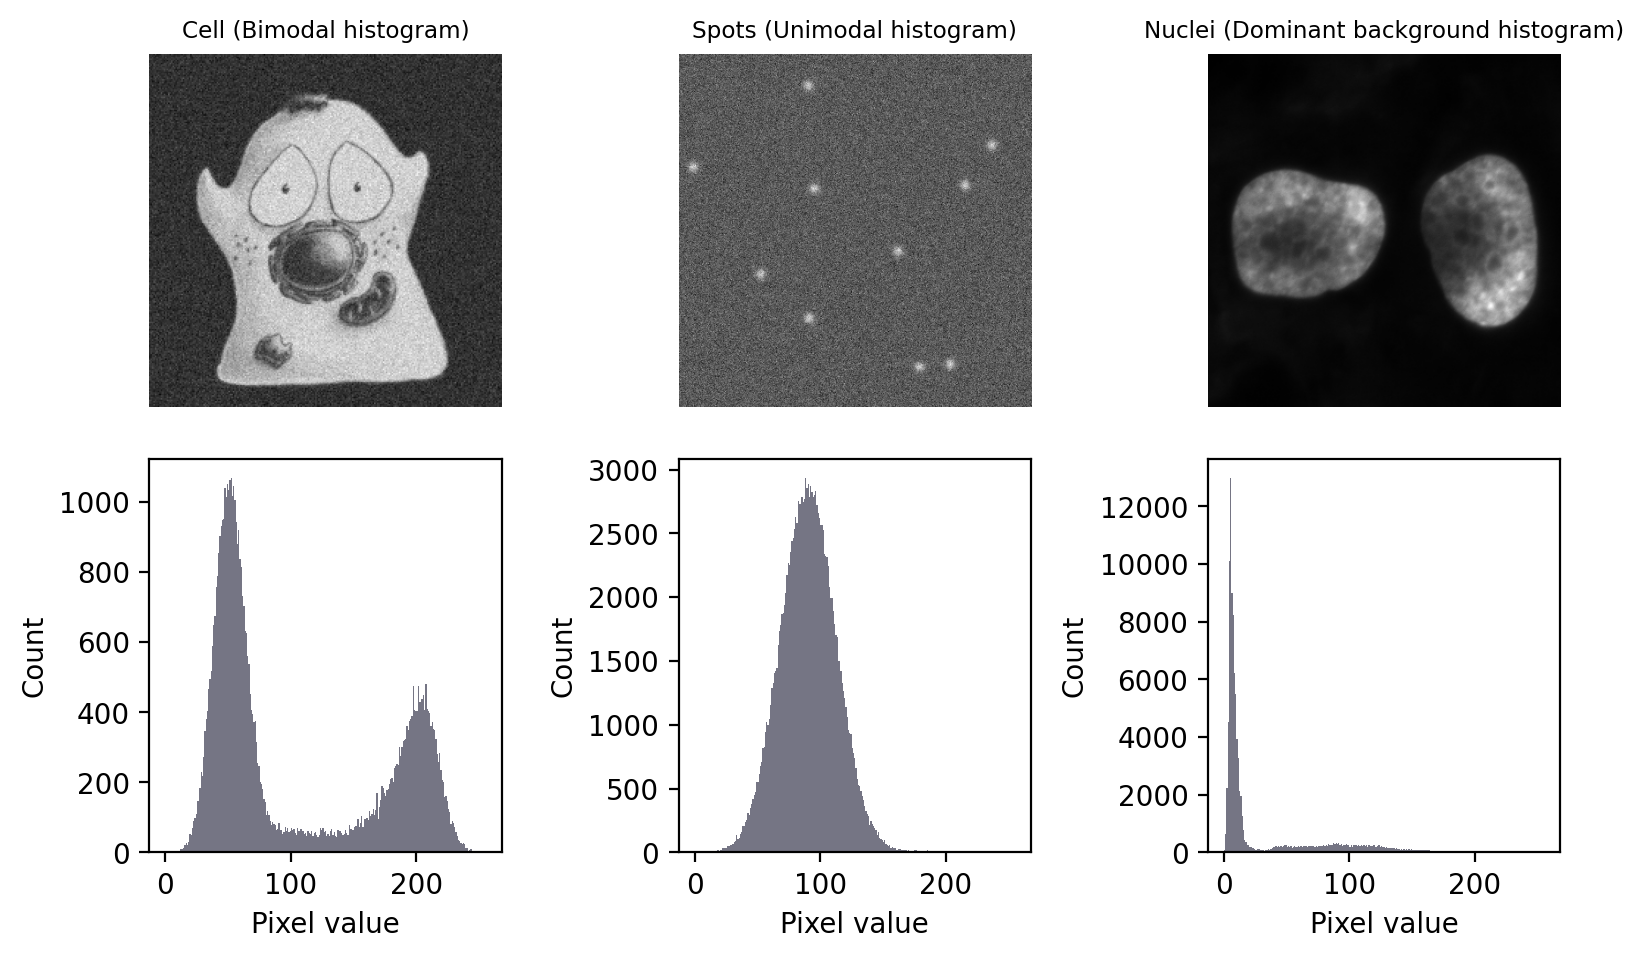 Cell (Bimodal histogram)
Spots (Unimodal histogram)
Nuclei (Dominant background histogram)
1000
800
600
400
200
0
Count
0 100 200
Pixel value
3000
2500
2000
1500
1000
500
0
Count
0 100 200
Pixel value
12000
10000
8000
6000
4000
2000
0
Count
0 100 200
Pixel value